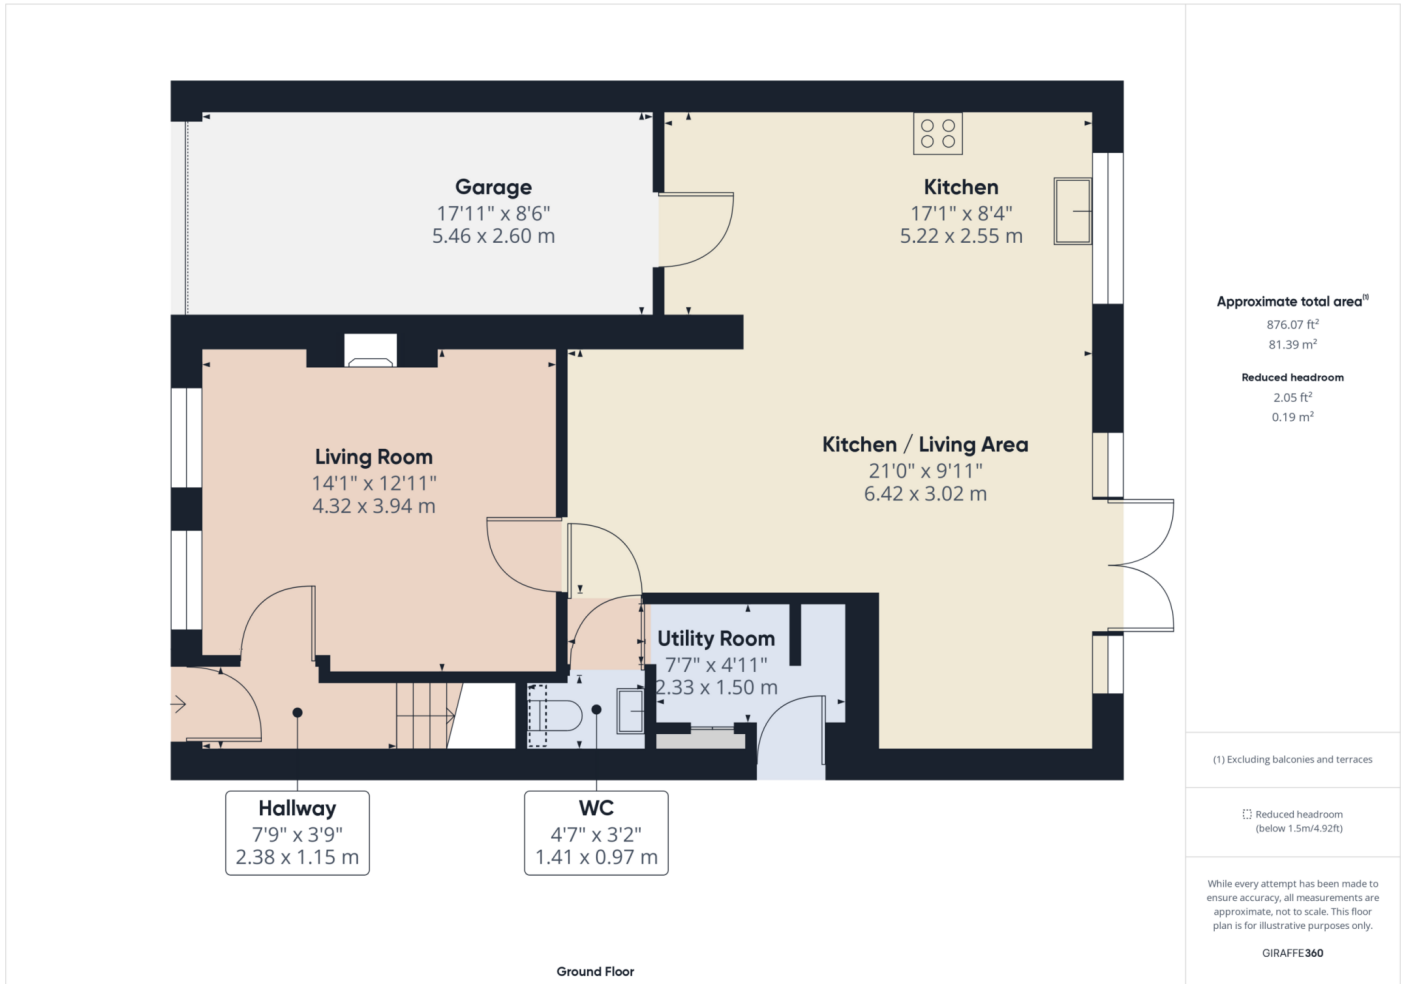 Garage
17'11" x 8'6"
5.46 x 2.60 m
Kitchen
17'1" x 8'4"
5.22 x 2.55 m
Living Room
14'1" x 12'11"
4.32 x 3.94 m
Kitchen / Living Area
21'0" x 9'11"
6.42 x 3.02 m
Utility Room
7'7" x 4'11"
2.33 x 1.50 m
Hallway
7'9" x 3'9"
2.38 x 1.15 m
WC
4'7" x 3'2"
1.41 x 0.97 m
Ground Floor
Approximate total area(1)
876.07 ft²
81.39 m²
Reduced headroom
2.05 ft²
0.19 m²
(1) Excluding balconies and terraces
Reduced headroom
(below 1.5m/4.92ft)
While every attempt has been made to
ensure accuracy, all measurements are
approximate, not to scale. This floor
plan is for illustrative purposes only.
GIRAFFE360